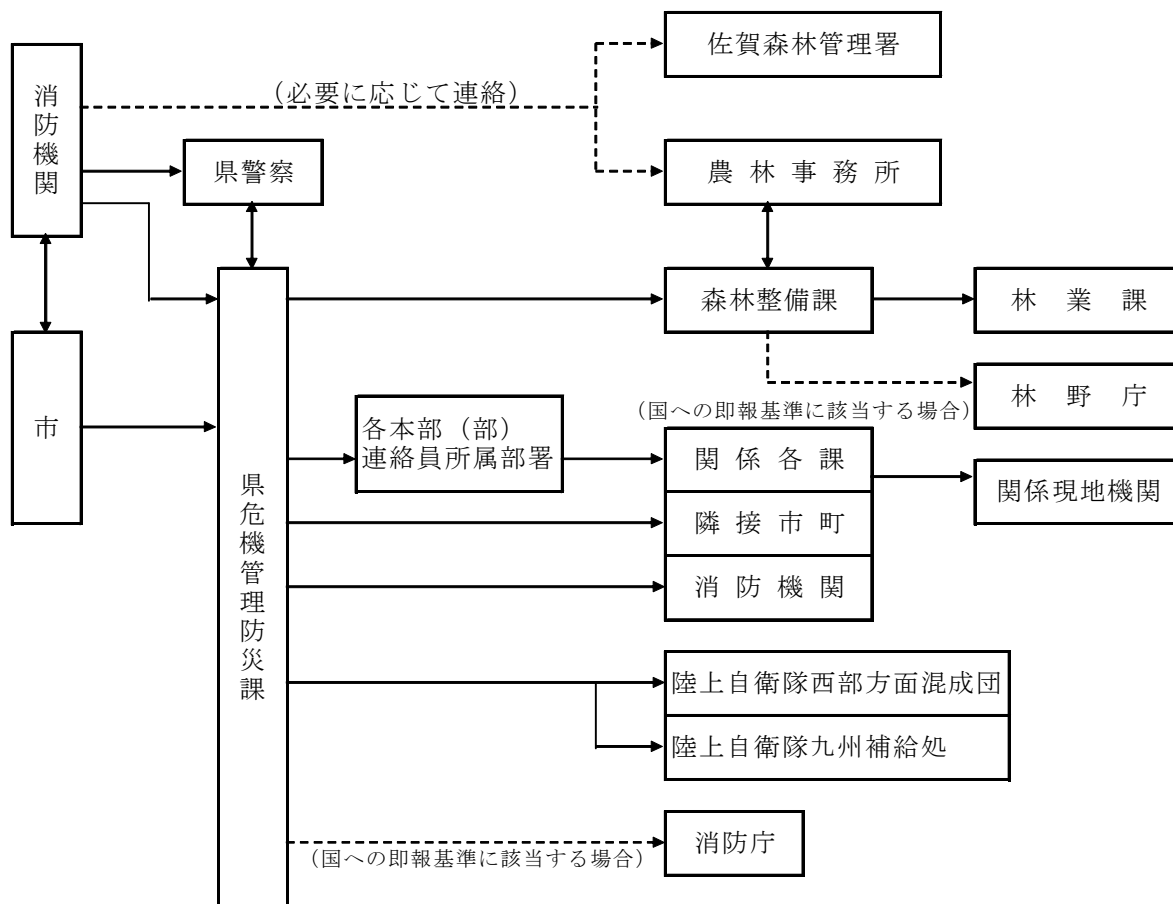 佐賀森林管理署
消防機関
（必要に応じて連絡）
県警察
農林事務所
森林整備課
林業課
市
林野庁
（国への即報基準に該当する場合）
各本部（部）
連絡員所属部署
関係各課
関係現地機関
県危機管理防災課
隣接市町
消防機関
陸上自衛隊西部方面混成団
陸上自衛隊九州補給処
消防庁
（国への即報基準に該当する場合）